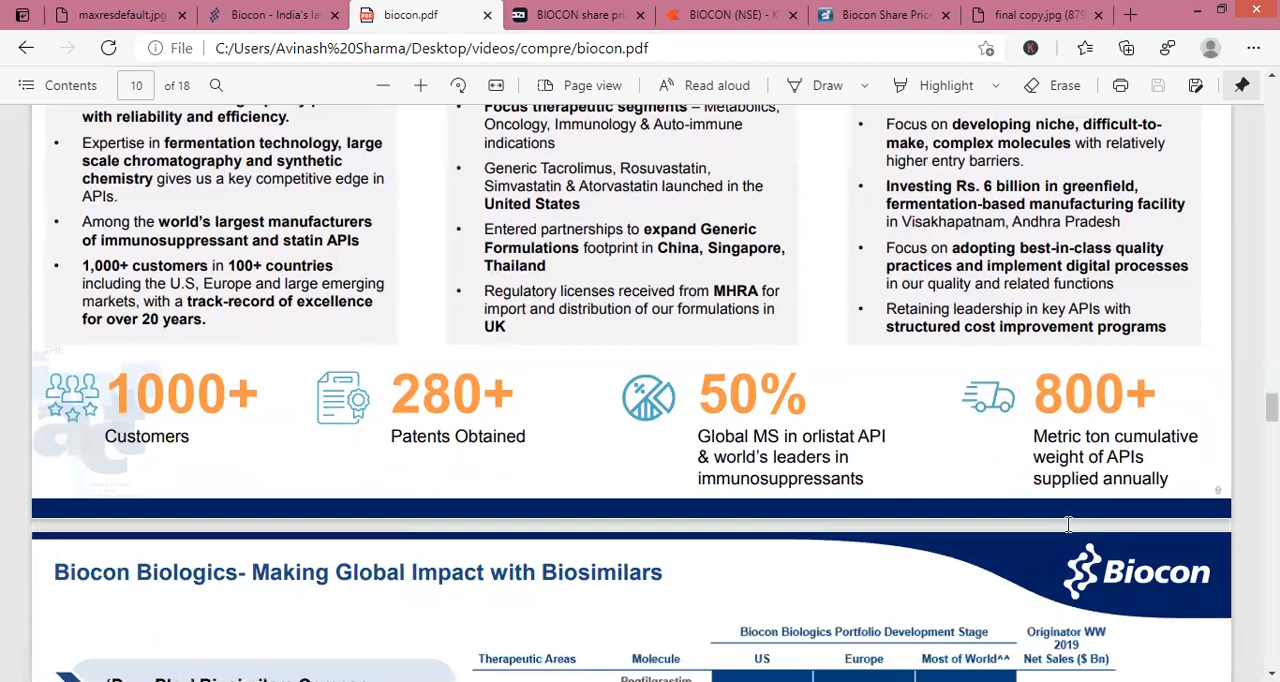 maxresdefault.jpg
Biocon - India's la
biocon.pdf
BIOCON share pri
BIOCON (NSE) - K
Biocon Share Price
final copy.jpg (879
File
C:/Users/Avinash%20Sharma/Desktop/videos/compre/biocon.pdf
K
Contents
10
of 18
Page view
Read aloud
Draw
Highlight
Erase
with reliability and efficiency.
• Expertise in fermentation technology, large
scale chromatography and synthetic
chemistry gives us a key competitive edge in
APIs.
• Among the world's largest manufacturers
of immunosuppressant and statin APIs
• 1,000+ customers in 100+ countries
including the U.S, Europe and large emerging
markets, with a track-record of excellence
for over 20 years.
• Focus therapeutic segments – Metabolics,
Oncology, Immunology & Auto-immune
indications
• Generic Tacrolimus, Rosuvastatin,
Simvastatin & Atorvastatin launched in the
United States
• Entered partnerships to expand Generic
Formulations footprint in China, Singapore,
Thailand
• Regulatory licenses received from MHRA for
import and distribution of our formulations in
UK
• Focus on developing niche, difficult-to-
make, complex molecules with relatively
higher entry barriers.
• Investing Rs. 6 billion in greenfield,
fermentation-based manufacturing facility
in Visakhapatnam, Andhra Pradesh
• Focus on adopting best-in-class quality
practices and implement digital processes
in our quality and related functions
• Retaining leadership in key APIs with
structured cost improvement programs
1000+
Customers
280+
Patents Obtained
50%
Global MS in orlistat API
& world's leaders in
immunosuppressants
800+
Metric ton cumulative
weight of APIs
supplied annually
9
Biocon Biologics- Making Global Impact with Biosimilars
Biocon
Biocon Biologics Portfolio Development Stage
Originator WW
2019
Therapeutic Areas
Molecule
US
Europe
Most of World^^
Net Sales ($ Bn)